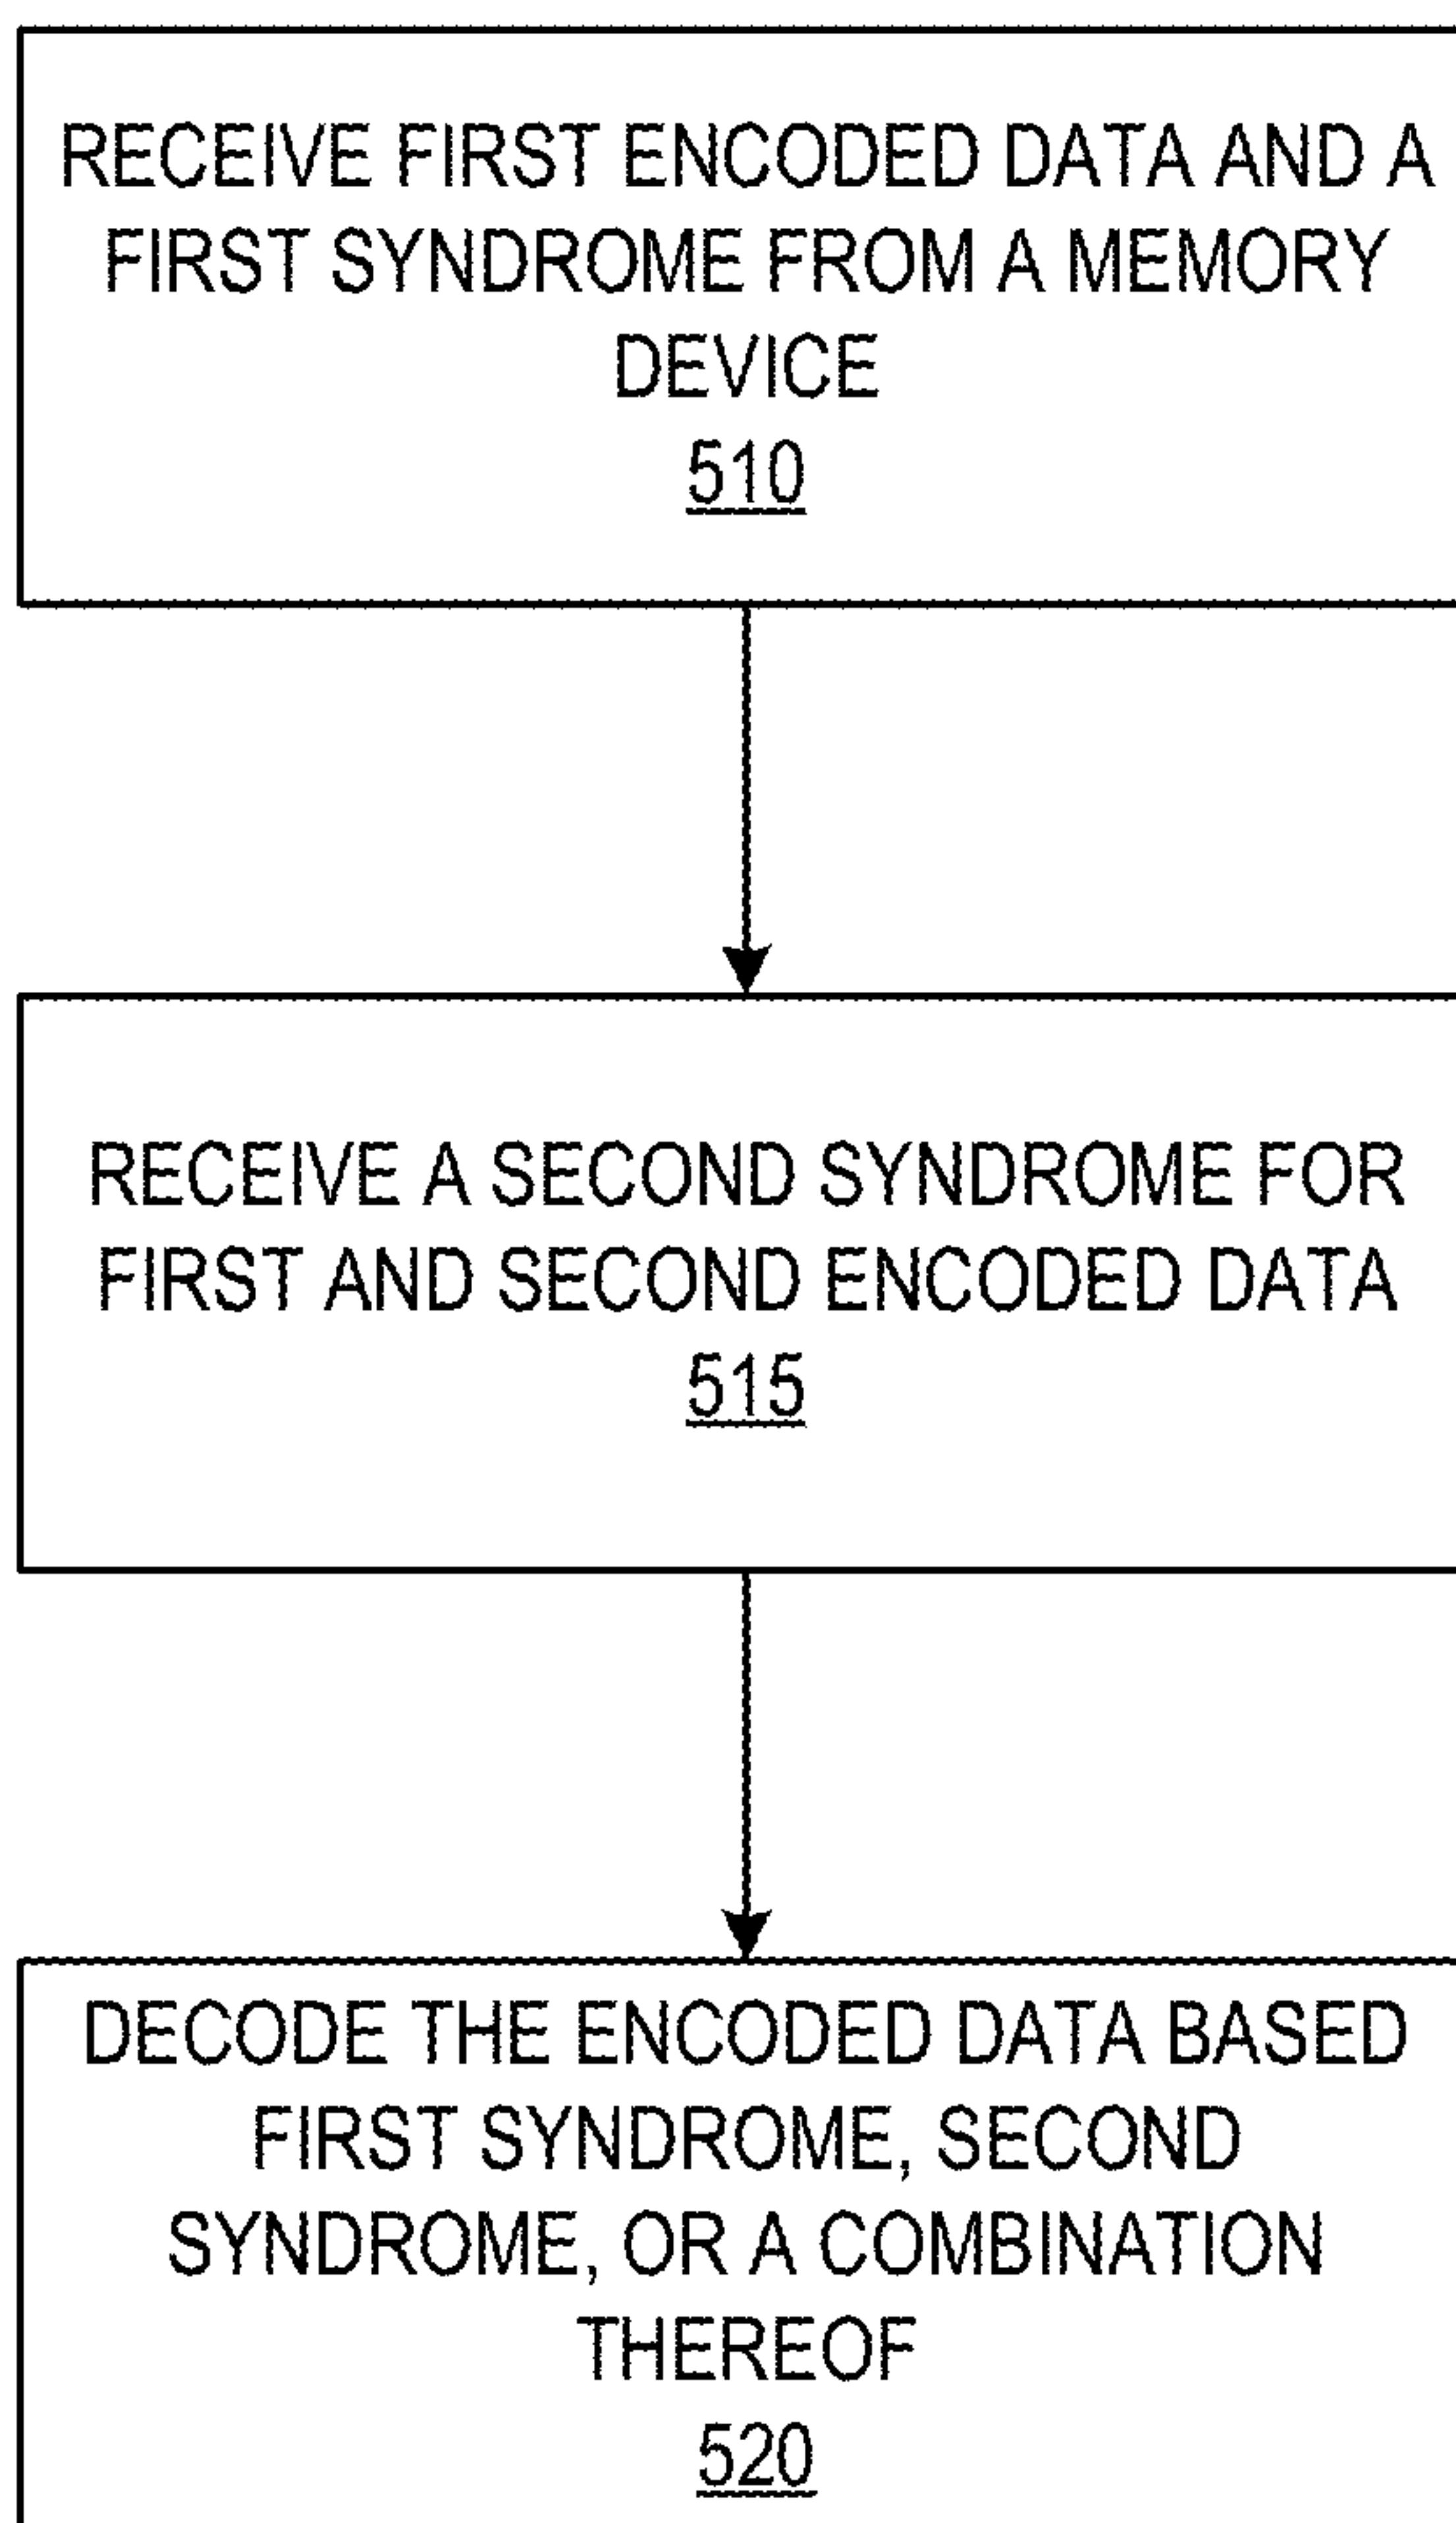 RECEIVE FIRST ENCODED DATA AND A
FIRST SYNDROME FROM A MEMORY
DEVICE
510
RECEIVE A SECOND SYNDROME FOR
FIRST AND SECOND ENCODED DATA
515
DECODE THE ENCODED DATA BASED
FIRST SYNDROME, SECOND
SYNDROME, OR A COMBINATION
THEREOF
520